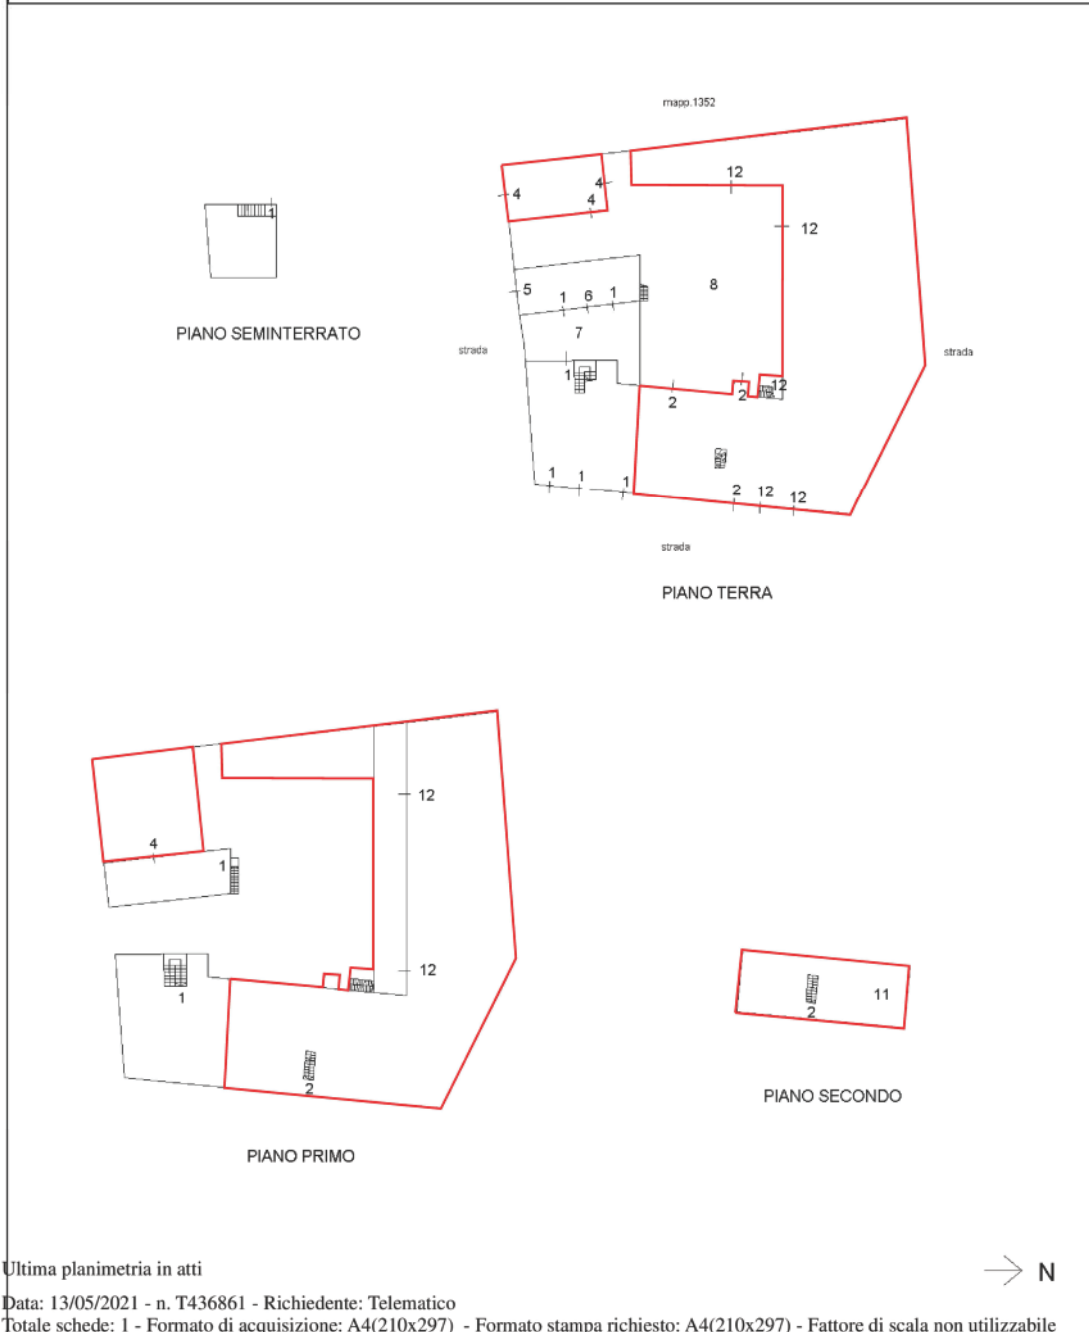 mapp.1352
12
4
4
4
1
12
8
5
1
6
1
7
PIANO SEMINTERRATO
strada
strada
1
12
2
2
1
1
1
2
12
12
strada
PIANO TERRA
12
4
1
12
1
11
2
2
PIANO SECONDO
PIANO PRIMO
Ultima planimetria in atti
N
Data: 13/05/2021 - n. T436861 - Richiedente: Telematico
Totale schede: 1 - Formato di acquisizione: A4(210x297) - Formato stampa richiesto: A4(210x297) - Fattore di scala non utilizzabile